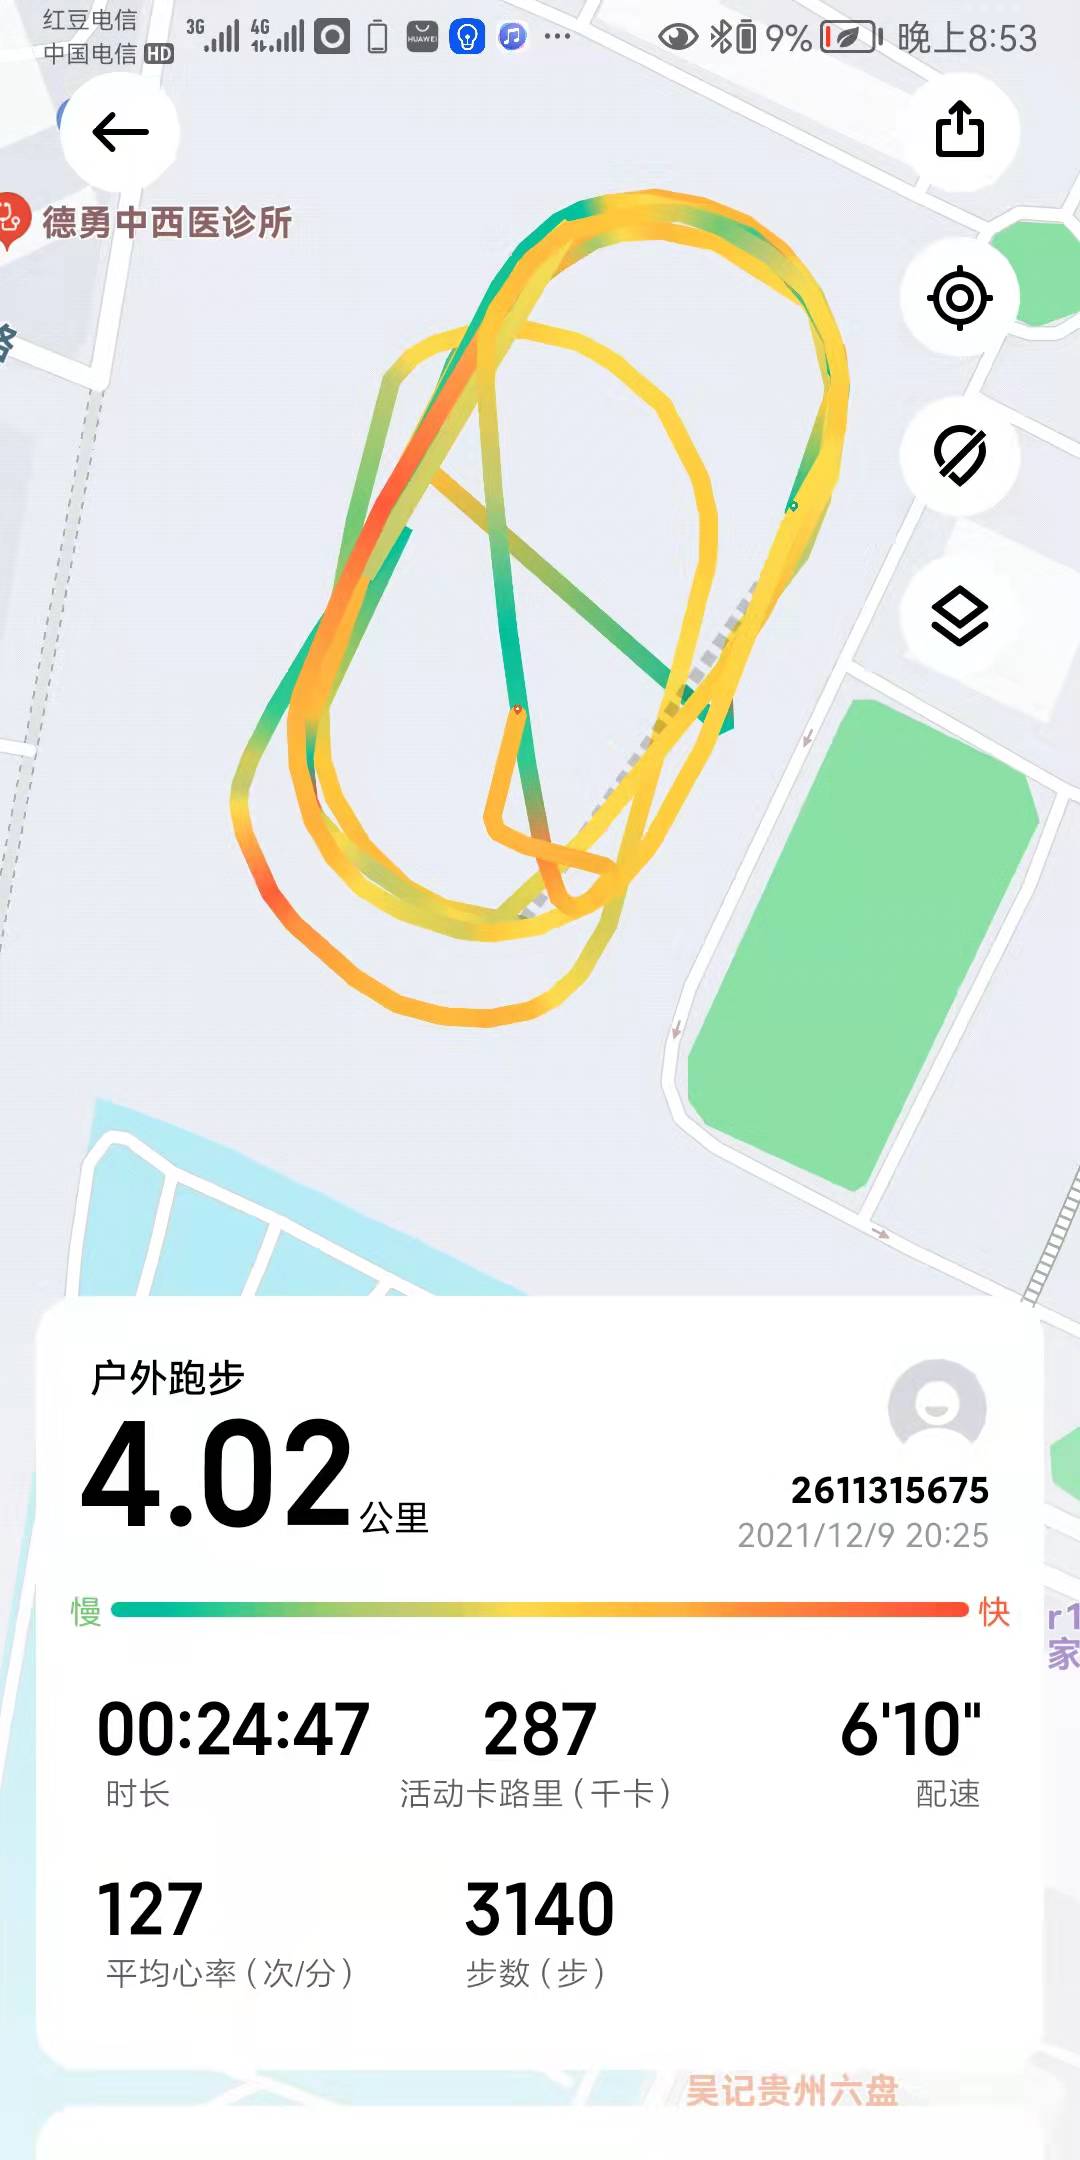 红豆电信
中国电信 HD
3G
4G
HUAWEI
9%
晚上8:53
德勇中西医诊所
路
户外跑步
4.02公里
2611315675
2021/12/9 20:25
慢
快
r1
家
00:24:47
287
6'10"
时长
活动卡路里(千卡)
配速
127
3140
平均心率(次/分)
步数(步)
吴记贵州六盘